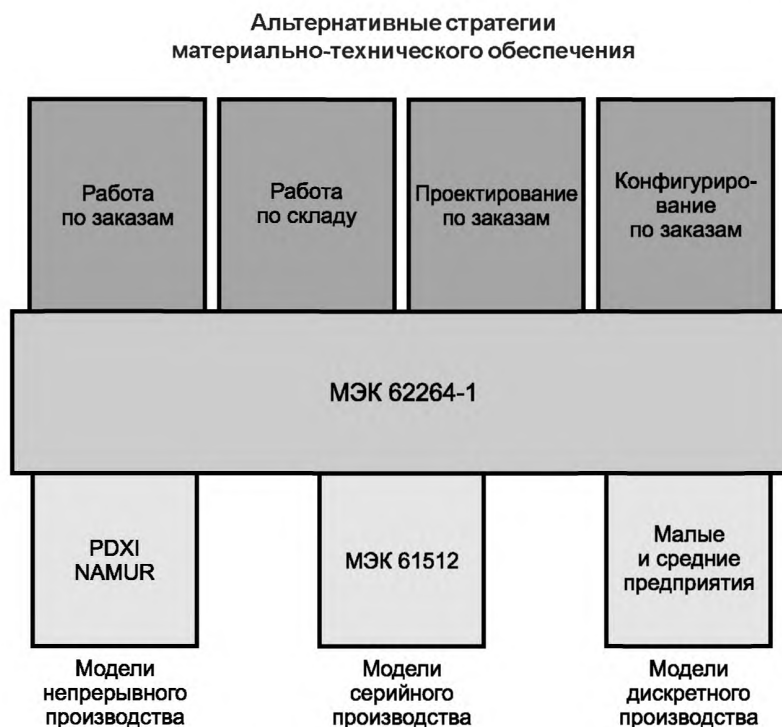 Альтернативные стратегии
материально-технического обеспечения
Работа
по заказам
Работа
по складу
Проектирование
по заказам
Конфигуриро-
вание
по заказам
МЭК 62264-1
PDXI
NAMUR
МЭК 61512
Малые
и средние
предприятия
Модели
непрерывного
производства
Модели
серийного
производства
Модели
дискретного
производства